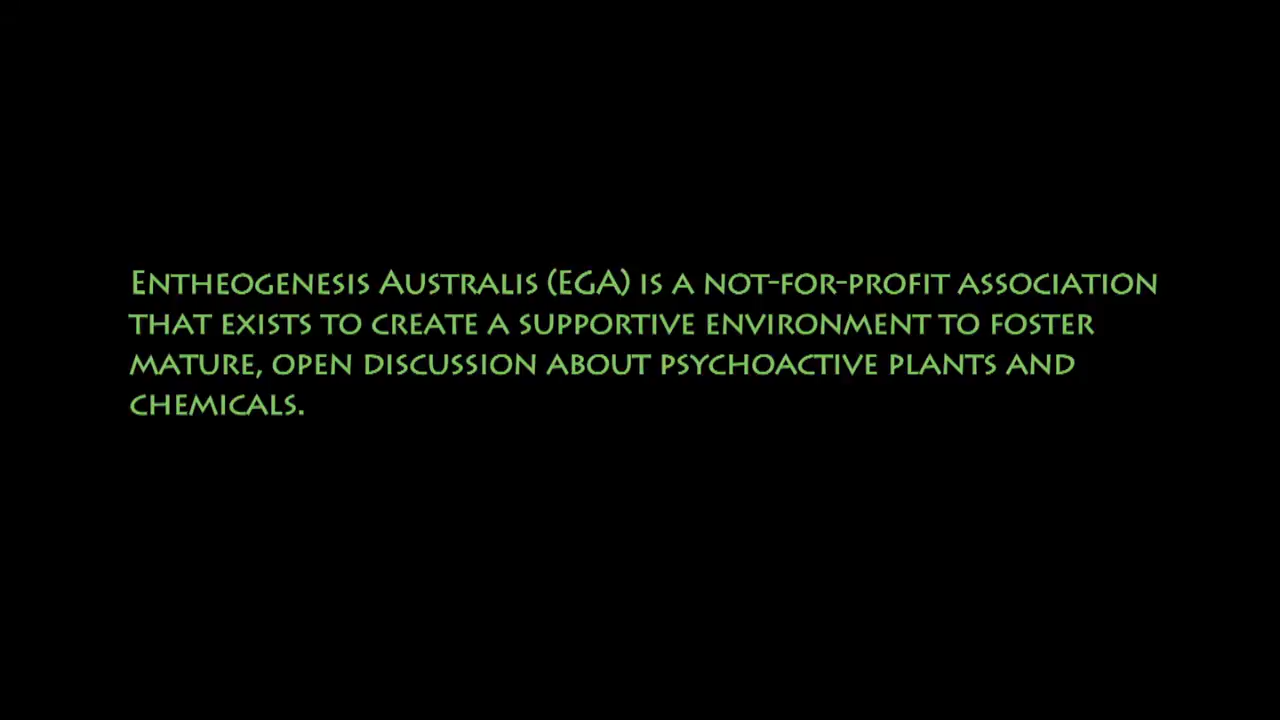 Entheogenesis Australis (EGA) is a not-for-profit association
that exists to create a supportive environment to foster
mature, open discussion about psychoactive plants and
chemicals.